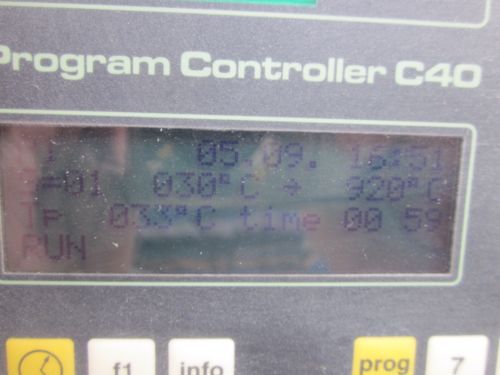 Program Controller C40
05.09. 16:51
=01 030°C → 920°C
Tp 033°C time 00 59
RUN
f1 info prog 7